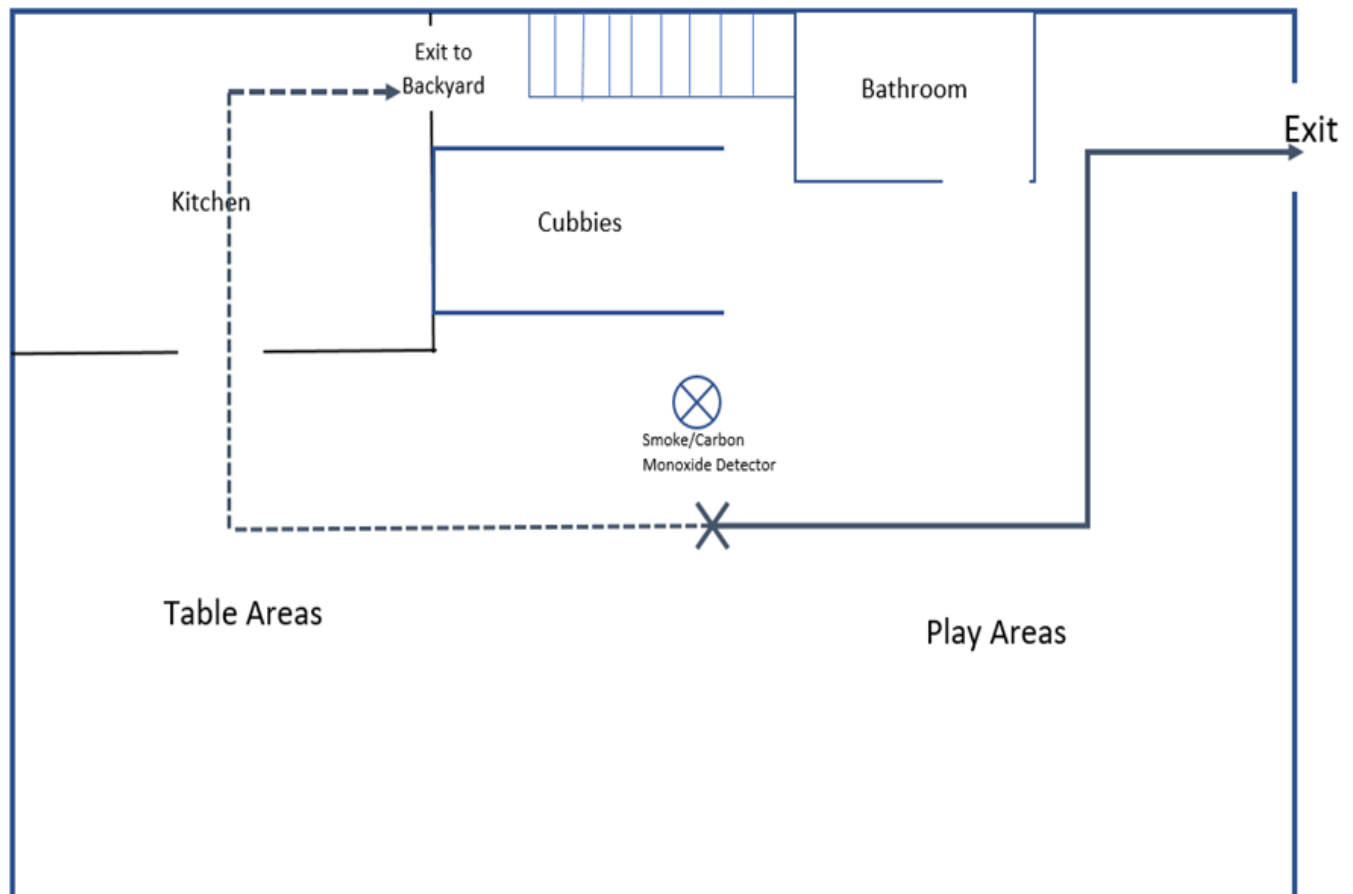 Exit to
Backyard
Bathroom
Exit
Kitchen
Cubbies
Smoke/Carbon
Monoxide Detector
Table Areas
Play Areas